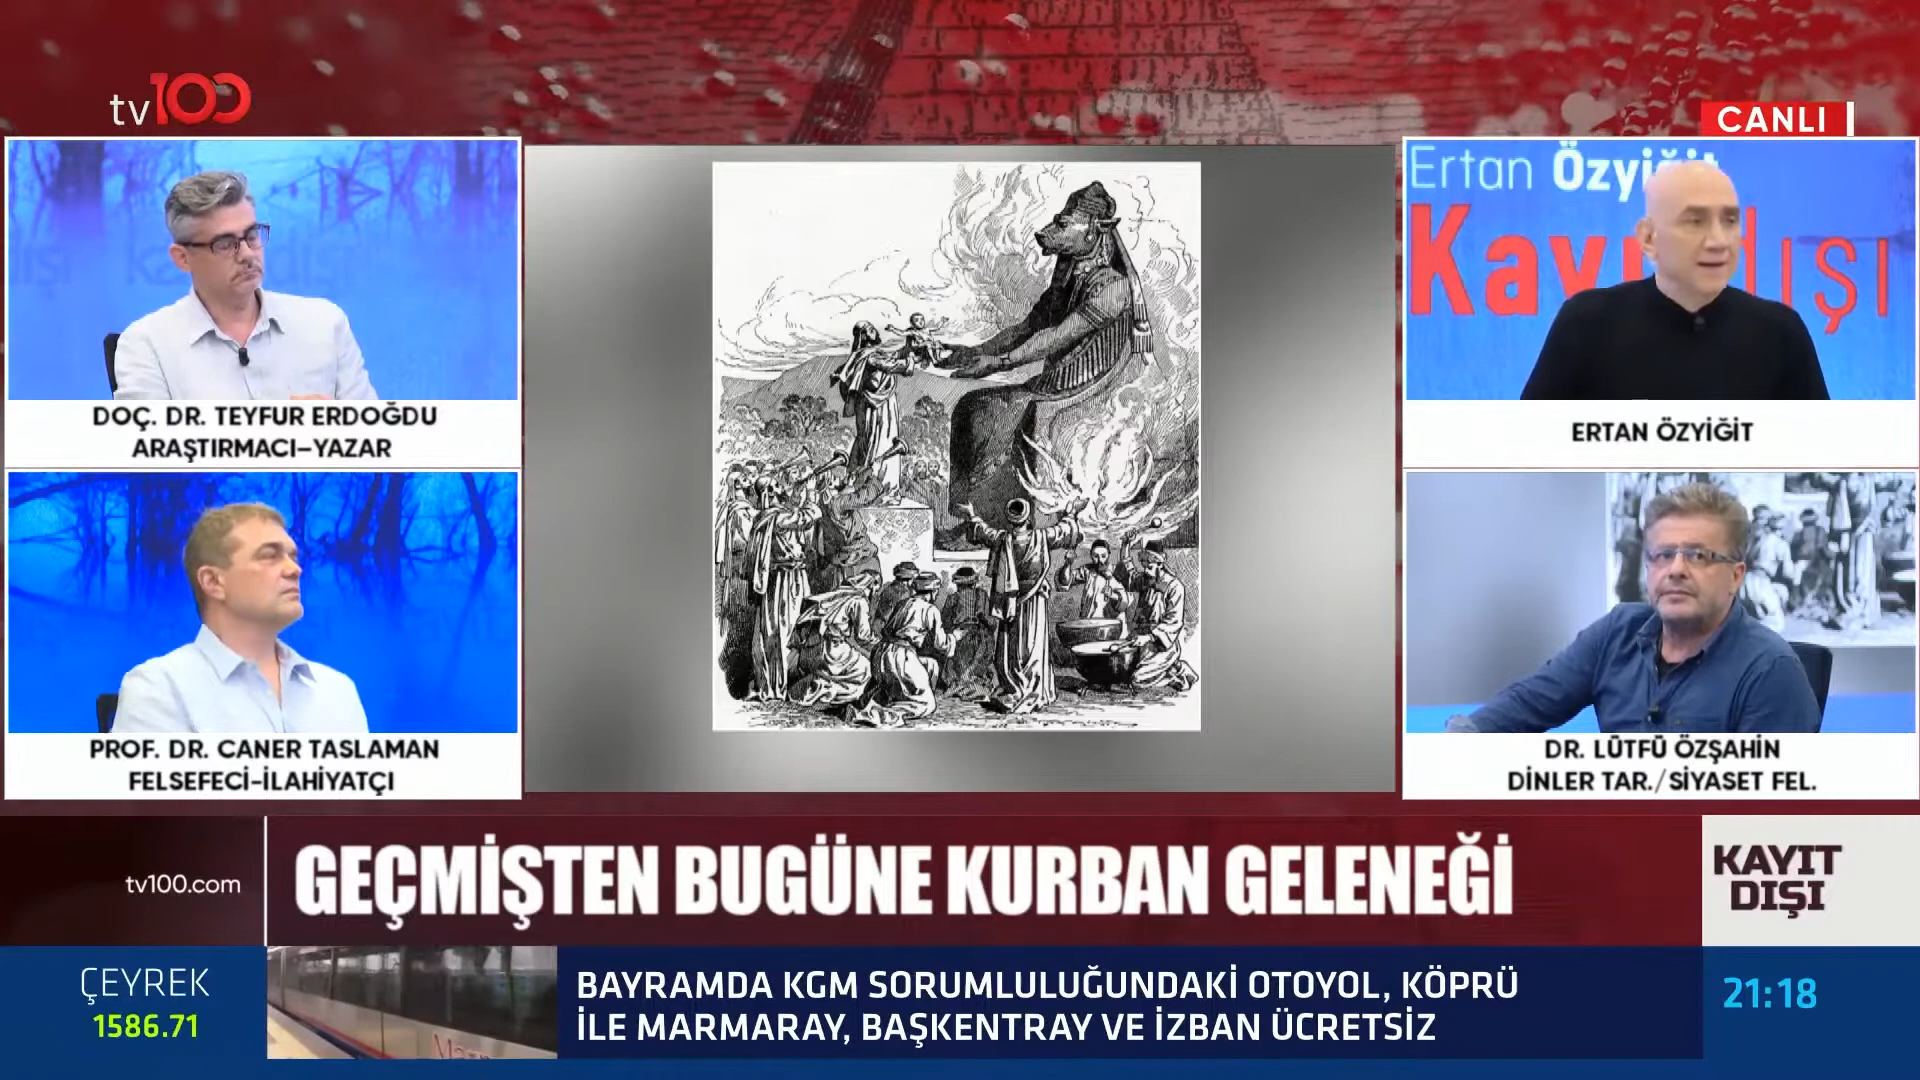 tv100
CANLI
Ertan Özyiğit
DOÇ. DR. TEYFUR ERDOĞDU
ARAŞTIRMACI-YAZAR
ERTAN ÖZYİĞİT
PROF. DR. CANER TASLAMAN
FELSEFECİ-İLAHİYATÇI
DR. LÜTFÜ ÖZŞAHİN
DİNLER TAR./SİYASET FEL.
tv100.com
GEÇMİŞTEN BUGÜNE KURBAN GELENEĞİ
KAYIT
DIŞI
ÇEYREK
1586.71
BAYRAMDA KGM SORUMLULUĞUNDAKİ OTOYOL, KÖPRÜ
İLE MARMARAY, BAŞKENTRAY VE İZBAN ÜCRETSİZ
21:18